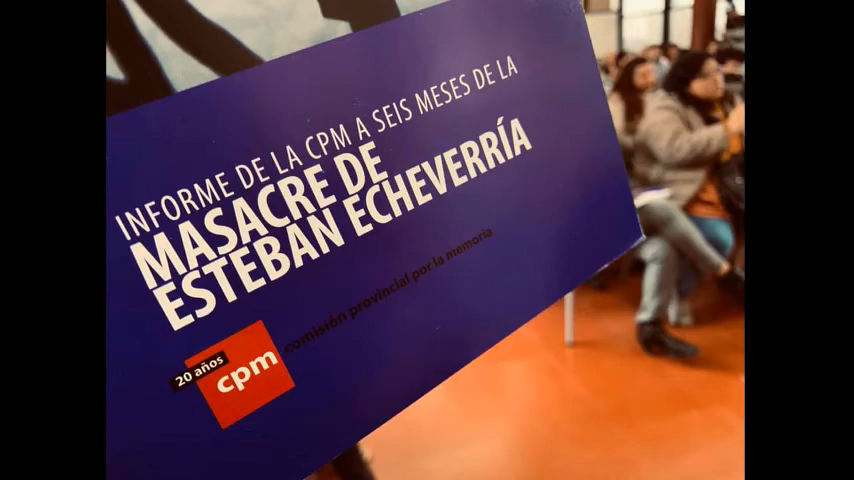 INFORME DE LA CPM A SEIS MESES DE LA
MASACRE DE
ESTEBAN ECHEVERRÍA
comisión provincial por la memoria
20 años
cpm